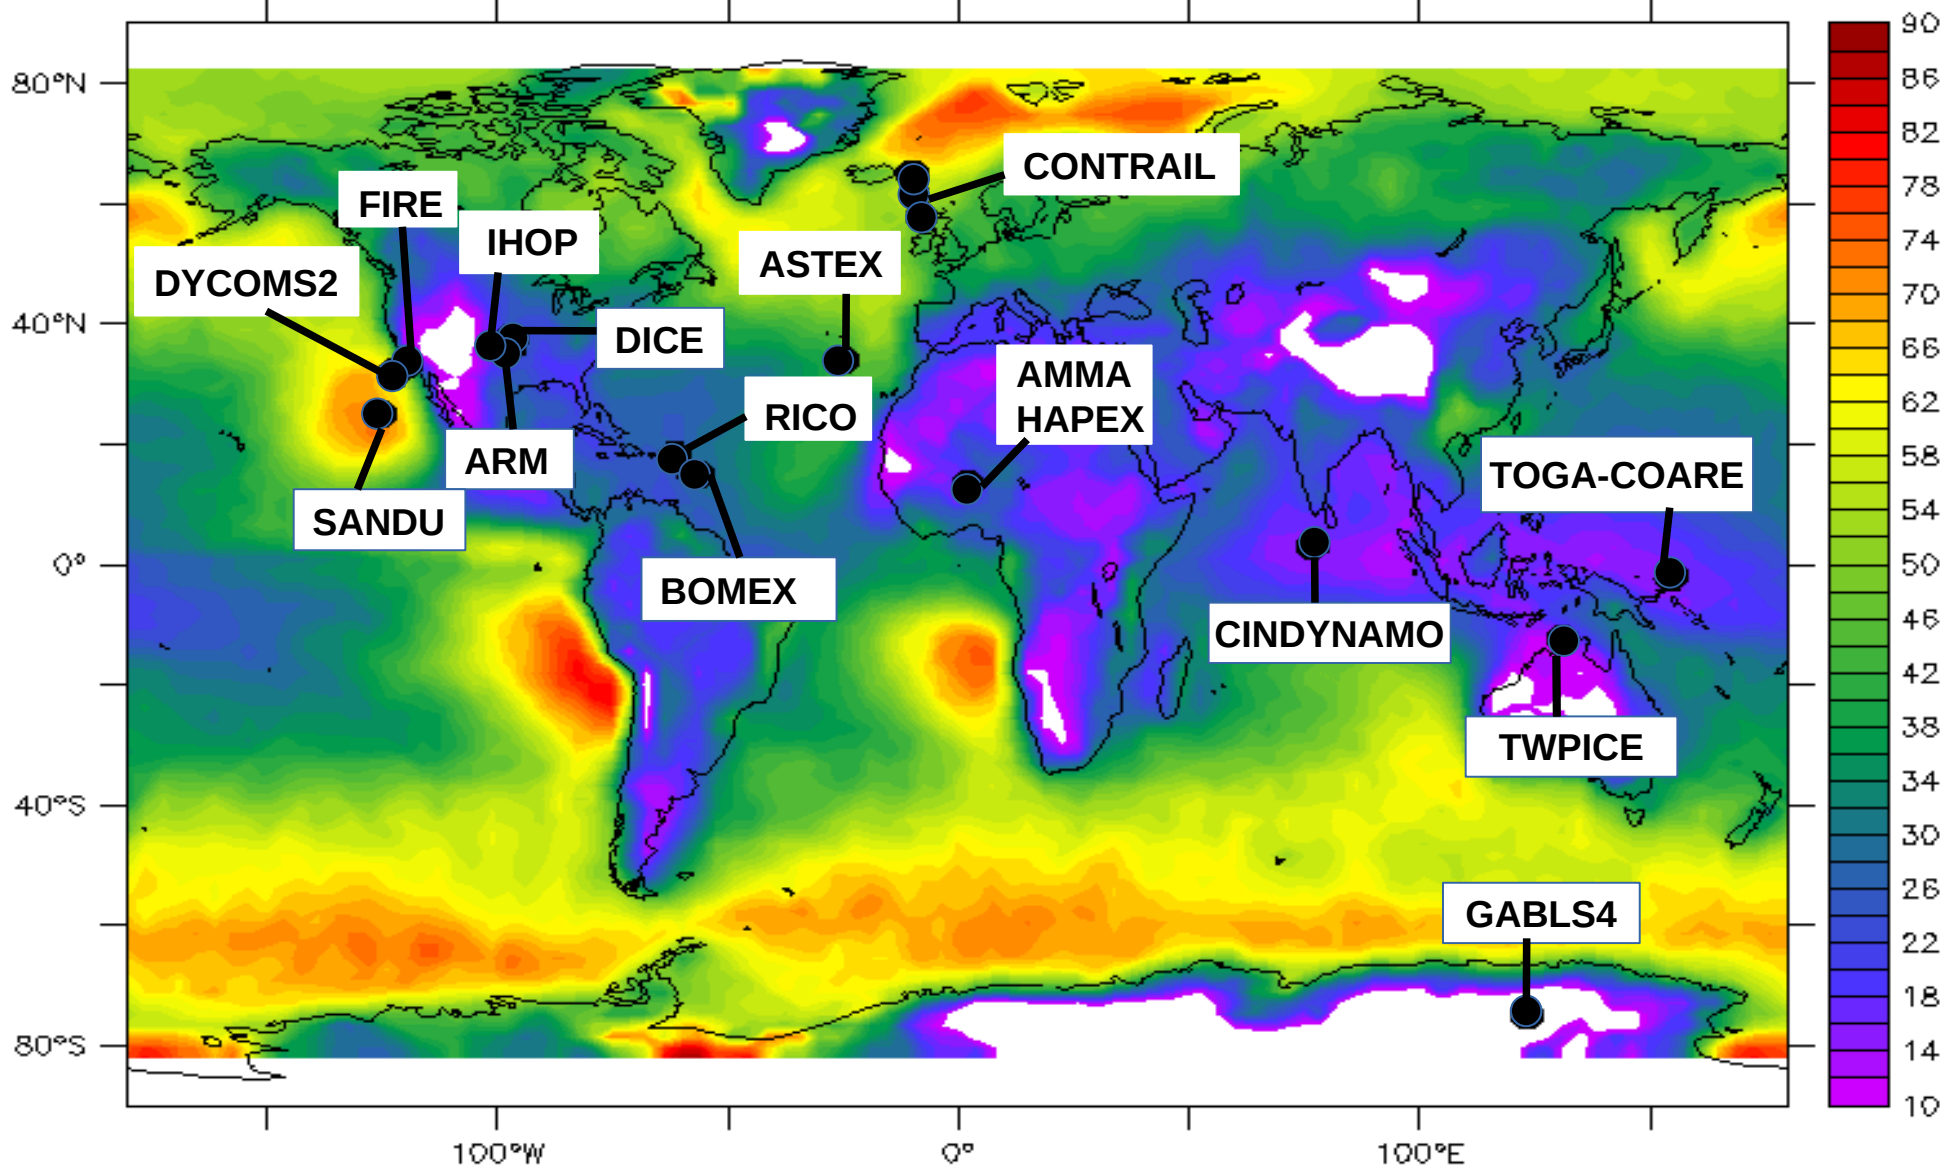 90
80°N
86
82
CONTRAIL
78
FIRE
IHOP
74
ASTEX
DYCOMS2
70
40°N
DICE
66
AMMA
HAPEX
RICO
62
ARM
58
TOGA-COARE
SANDU
54
0°
50
BOMEX
46
CINDYNAMO
42
38
TWPICE
34
40°S
30
26
GABLS4
22
18
80°S
14
10
100°W
0°
100°E